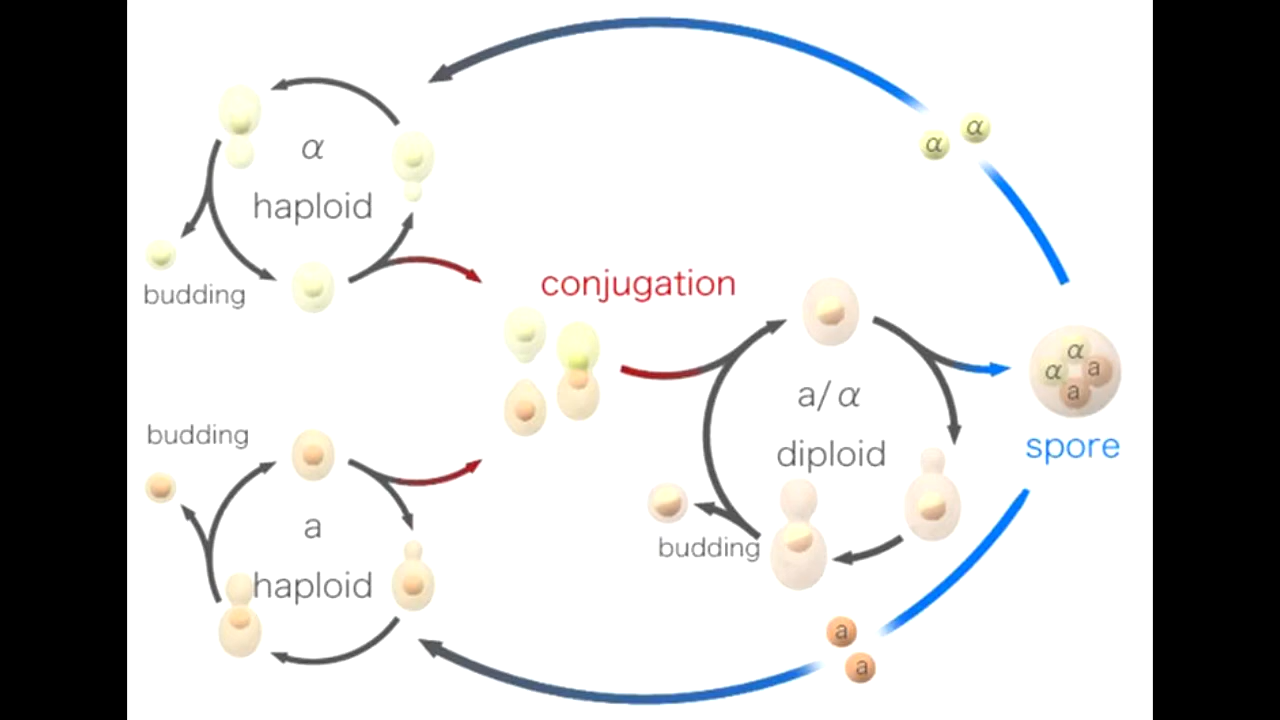 α
haploid
budding
α
α
conjugation
a/α
diploid
budding
α
α
a
a
spore
budding
a
haploid
a
a